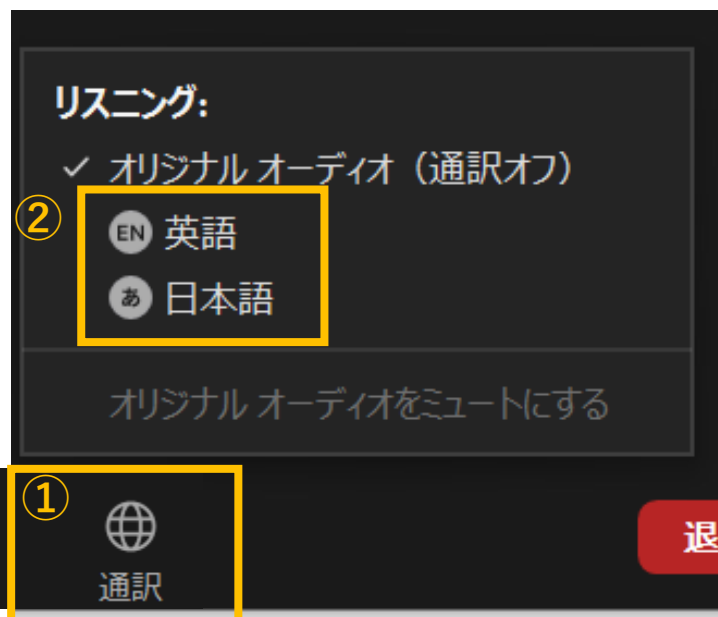 リスニング:
✓ オリジナル オーディオ（通訳オフ）
②
EN 英語
あ 日本語
オリジナル オーディオをミュートにする
①
通訳
退